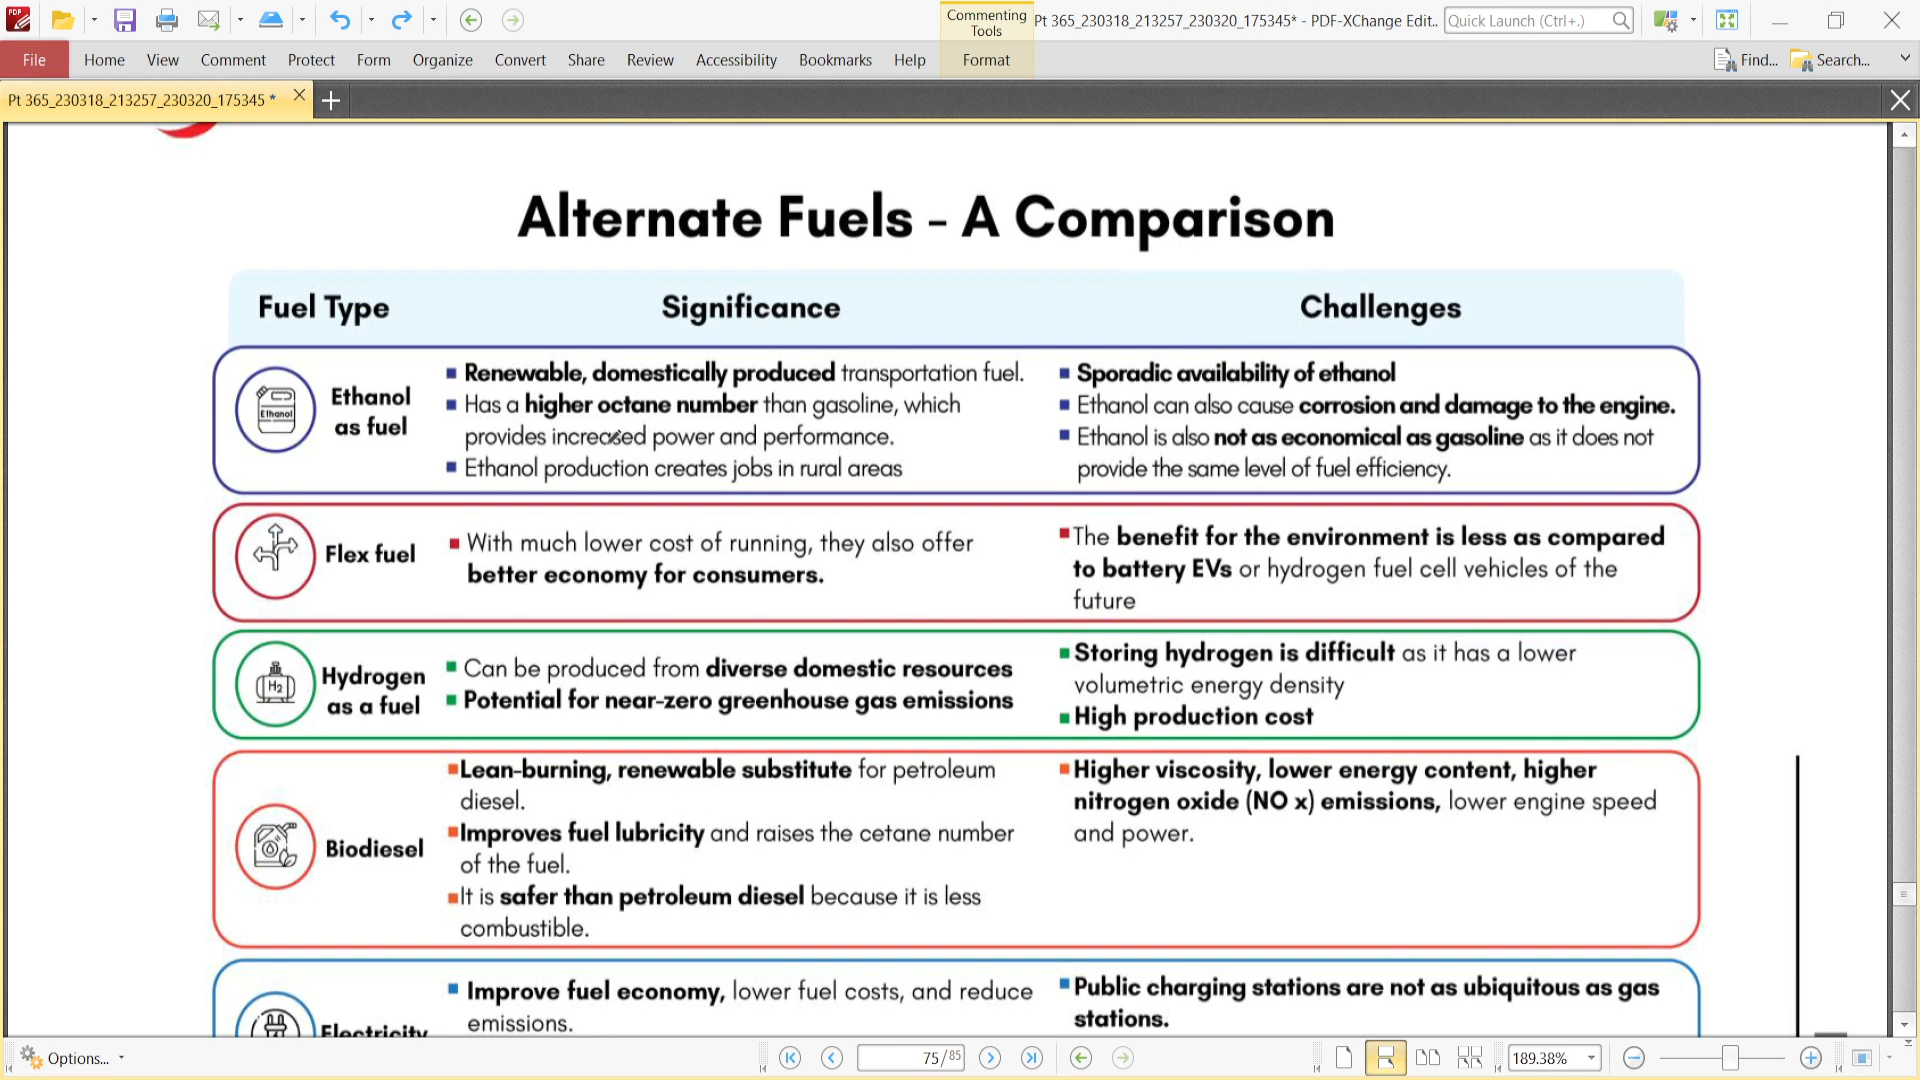 Commenting Tools
Pt 365_230318_213257_230320_175345* - PDF-XChange Edit..
Quick Launch (Ctrl+.)
File Home View Comment Protect Form Organize Convert Share Review Accessibility Bookmarks Help Format Find... Search...
Pt 365_230318_213257_230320_175345 *
Alternate Fuels - A Comparison
Fuel Type Significance Challenges
Ethanol
Ethanol
as fuel
Renewable, domestically produced transportation fuel.
Has a higher octane number than gasoline, which
provides increased power and performance.
Ethanol production creates jobs in rural areas
Sporadic availability of ethanol
Ethanol can also cause corrosion and damage to the engine.
Ethanol is also not as economical as gasoline as it does not
provide the same level of fuel efficiency.
Flex fuel
With much lower cost of running, they also offer
better economy for consumers.
The benefit for the environment is less as compared
to battery EVs or hydrogen fuel cell vehicles of the
future
H₂
Hydrogen
as a fuel
Can be produced from diverse domestic resources
Potential for near-zero greenhouse gas emissions
Storing hydrogen is difficult as it has a lower
volumetric energy density
High production cost
Biodiesel
Lean-burning, renewable substitute for petroleum
diesel.
Improves fuel lubricity and raises the cetane number
of the fuel.
It is safer than petroleum diesel because it is less
combustible.
Higher viscosity, lower energy content, higher
nitrogen oxide (NO x) emissions, lower engine speed
and power.
Electricity
Improve fuel economy, lower fuel costs, and reduce
emissions.
Public charging stations are not as ubiquitous as gas
stations.
Options... 75/85 189.38%